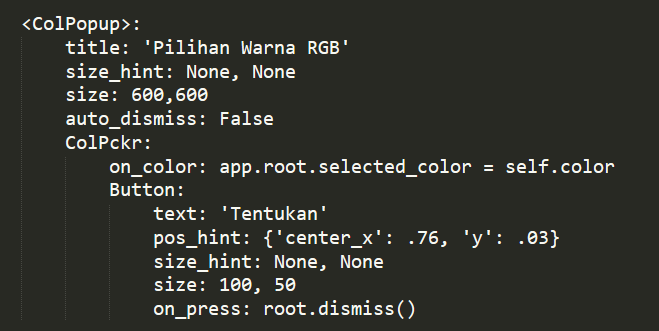 <ColPopup>:
    title: 'Pilihan Warna RGB'
    size_hint: None, None
    size: 600,600
    auto_dismiss: False
    ColPckr:
        on_color: app.root.selected_color = self.color
        Button:
            text: 'Tentukan'
            pos_hint: {'center_x': .76, 'y': .03}
            size_hint: None, None
            size: 100, 50
            on_press: root.dismiss()